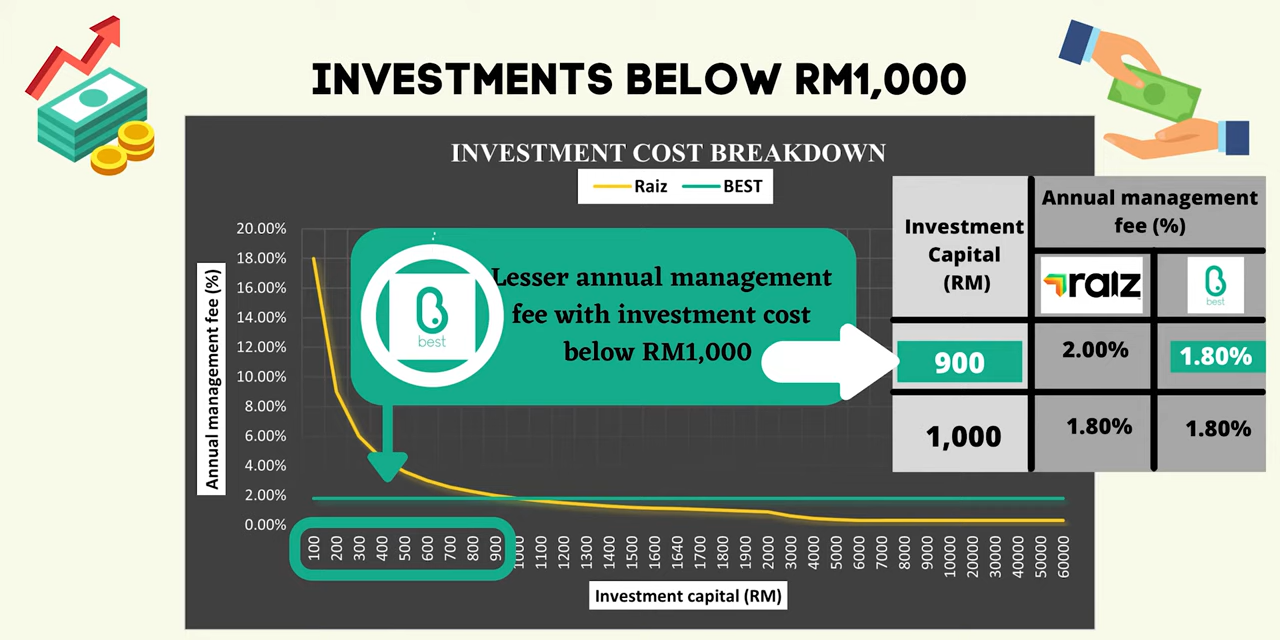 INVESTMENTS BELOW RM1,000
INVESTMENT COST BREAKDOWN
Raiz BEST
Annual management fee (%)
20.00%
18.00%
16.00%
14.00%
12.00%
10.00%
8.00%
6.00%
4.00%
2.00%
0.00%
best
Lesser annual management
fee with investment cost
below RM1,000
100 200 300 400 500 600 700 800 900 1000 1100 1200 1300 1400 1500 1600 1640 1700 1800 1900 2000 3000 4000 5000 6000 7000 8000 9000 10000 20000 30000 40000 50000 60000
Investment capital (RM)
Investment
Capital
(RM)
Annual management
fee (%)
raiz best
900 2.00% 1.80%
1,000 1.80% 1.80%